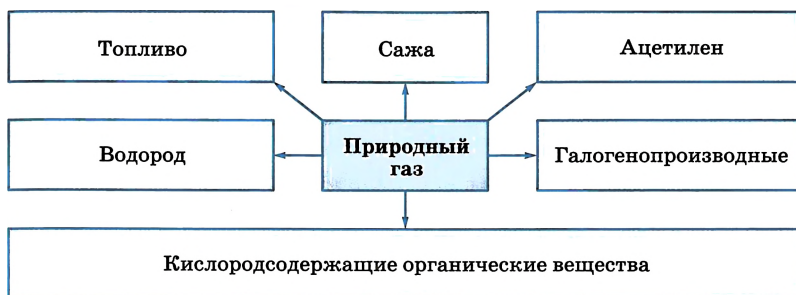 Топливо
Сажа
Ацетилен
Водород
Природный
газ
Галогенопроизводные
Кислородсодержащие органические вещества